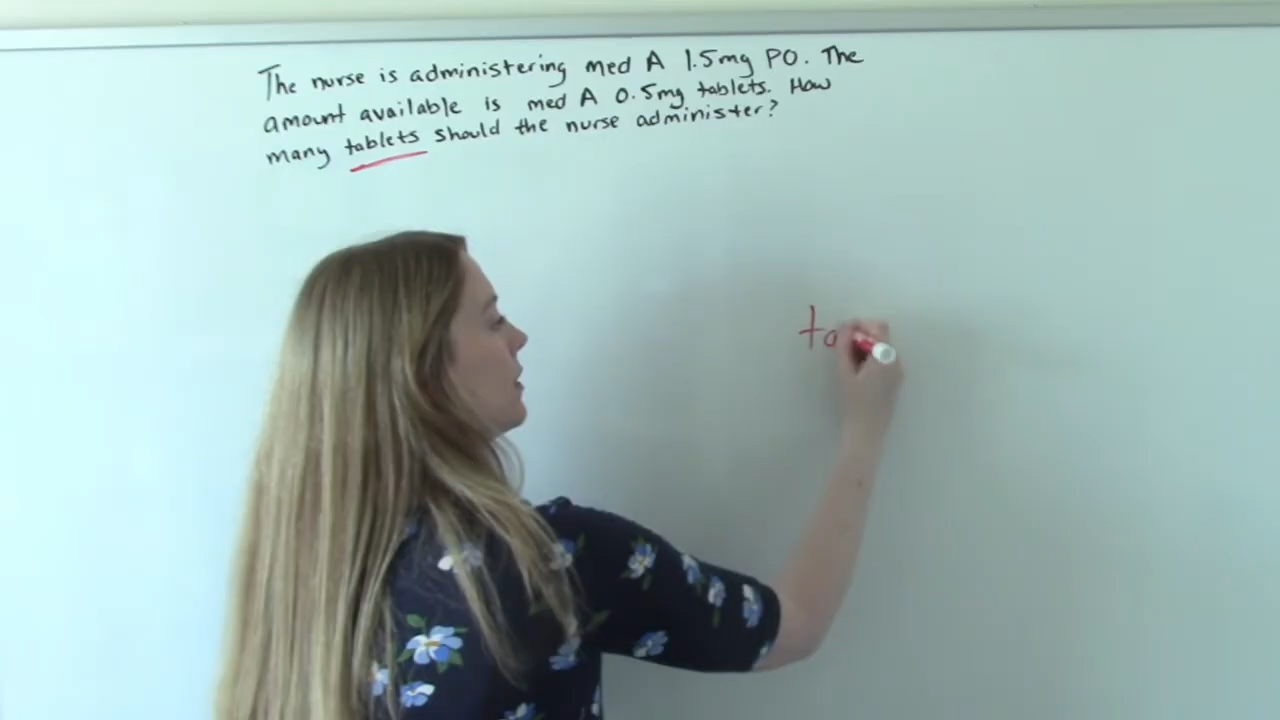 The nurse is administering med A 1.5mg PO. The
amount available is med A 0.5mg tablets. How
many tablets should the nurse administer?
ta